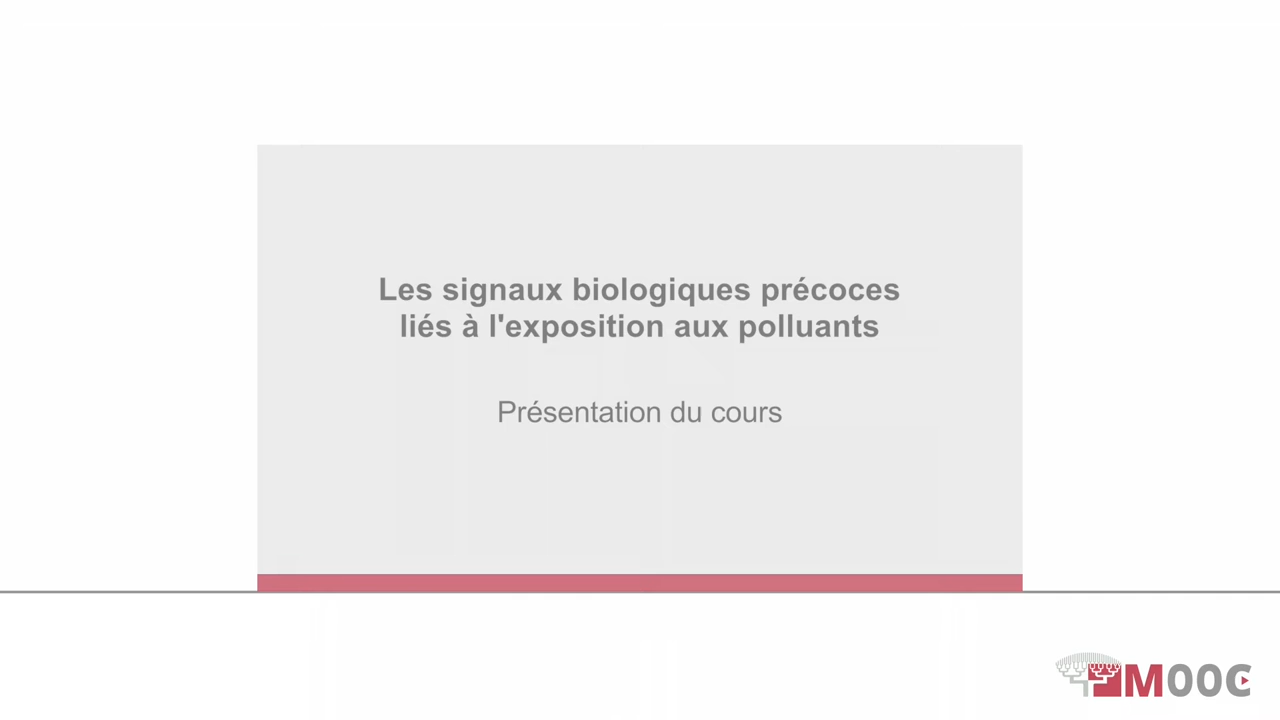 Les signaux biologiques précoces
liés à l'exposition aux polluants
Présentation du cours
MOOC